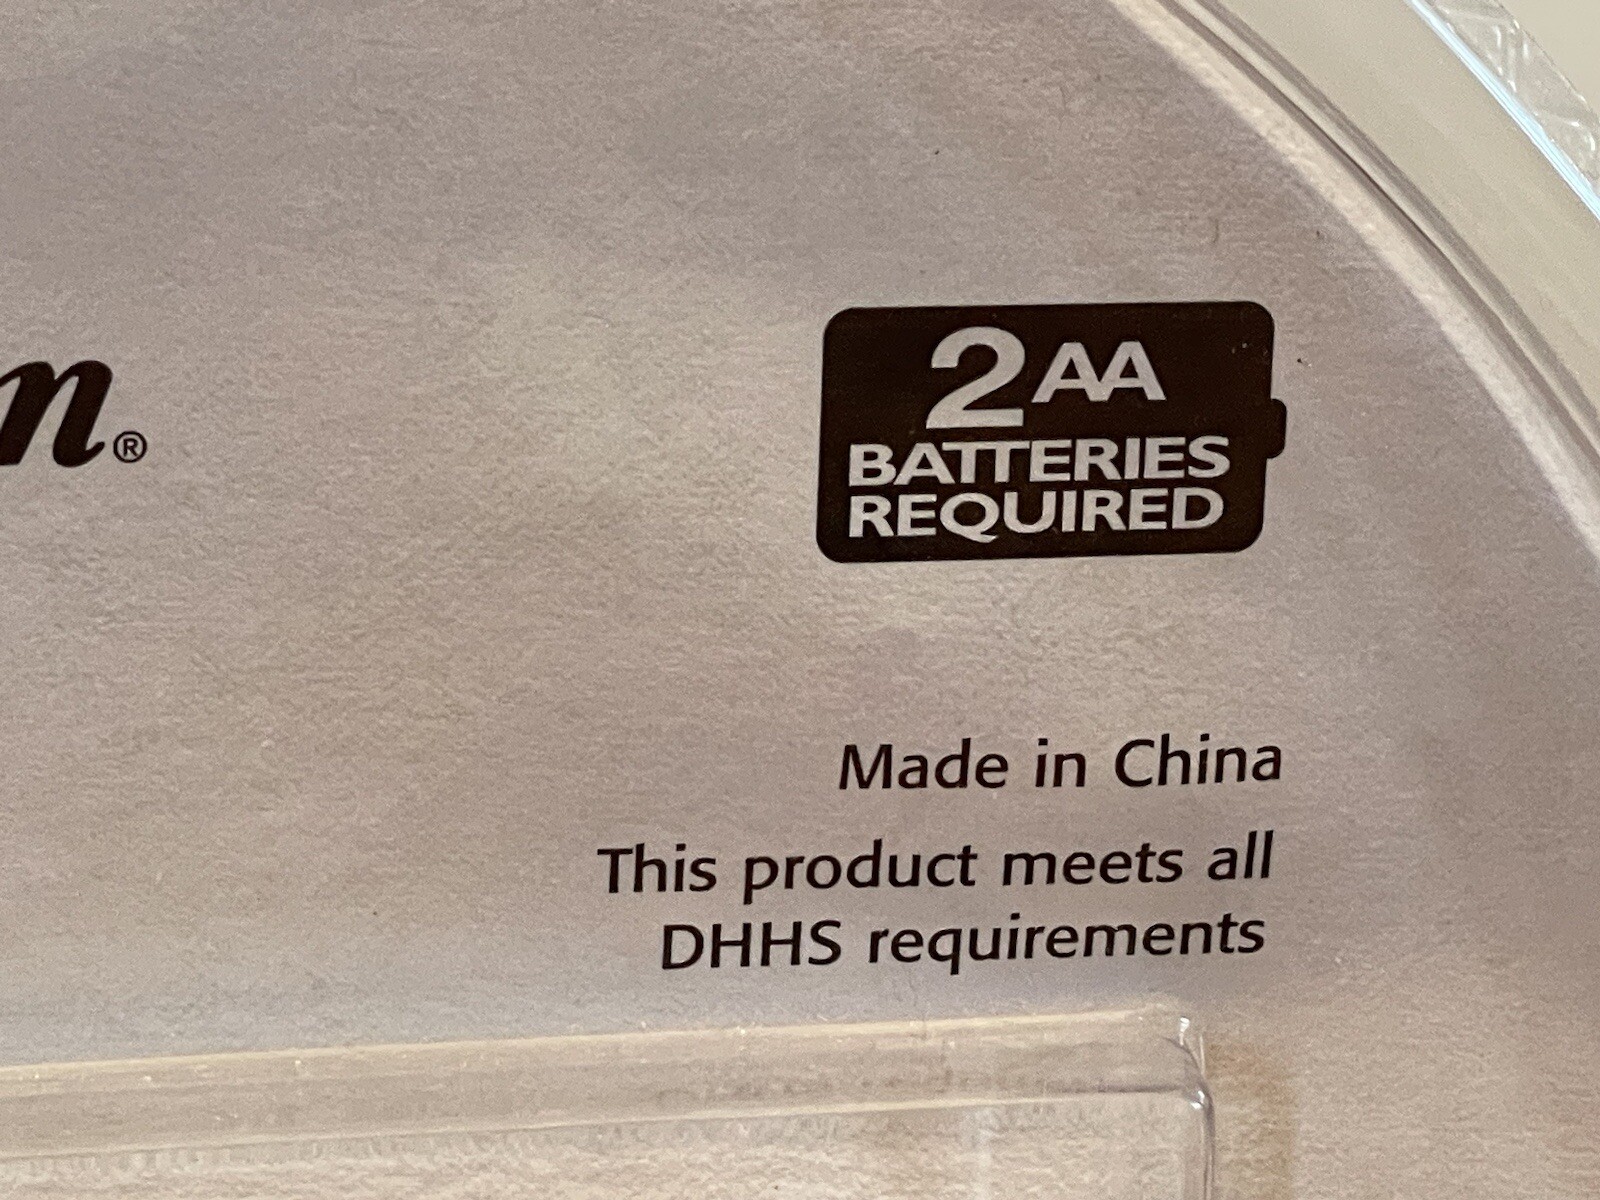 n®
2 AA
BATTERIES
REQUIRED
Made in China
This product meets all
DHHS requirements